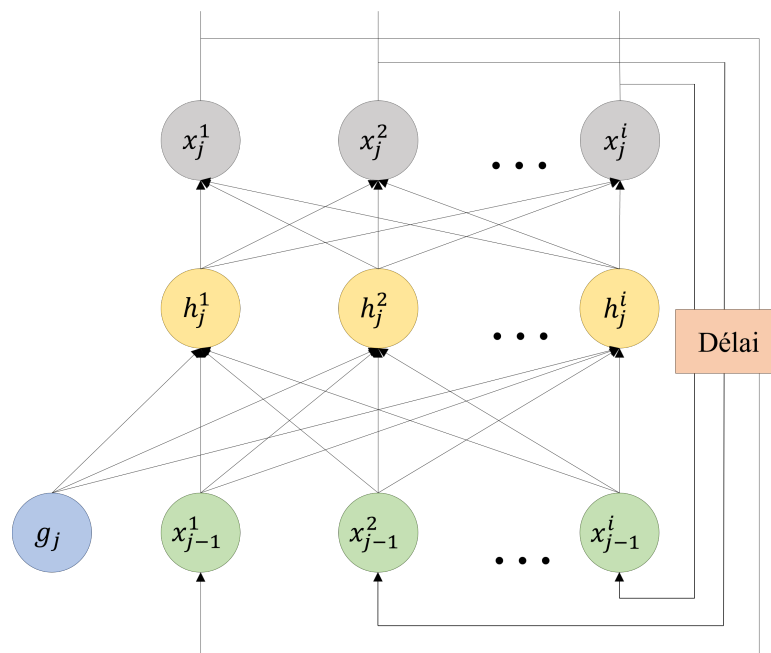 $x_j^1$ $x_j^2$ ... $x_j^i$
$h_j^1$ $h_j^2$ ... $h_j^i$
Délai
$g_j$ $x_{j-1}^1$ $x_{j-1}^2$ ... $x_{j-1}^i$